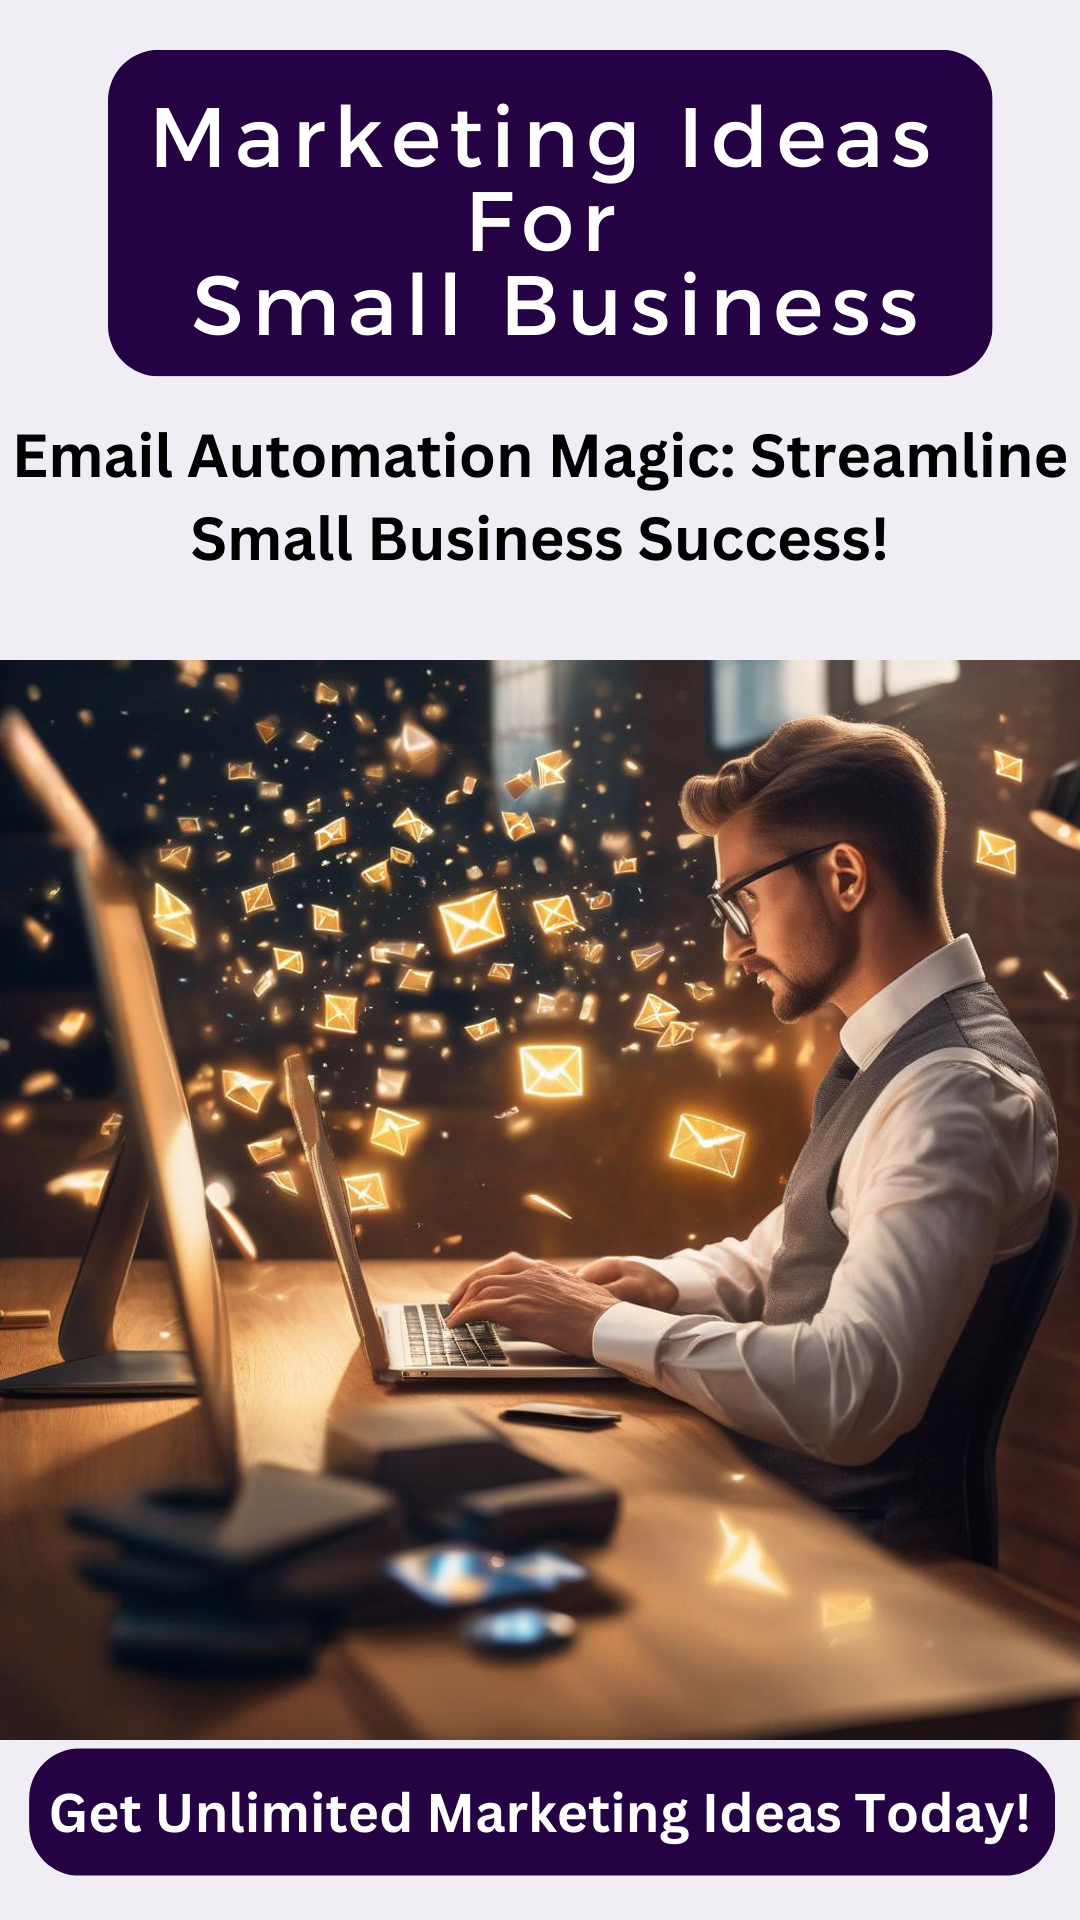 Marketing Ideas
For
Small Business
Email Automation Magic: Streamline
Small Business Success!
Get Unlimited Marketing Ideas Today!